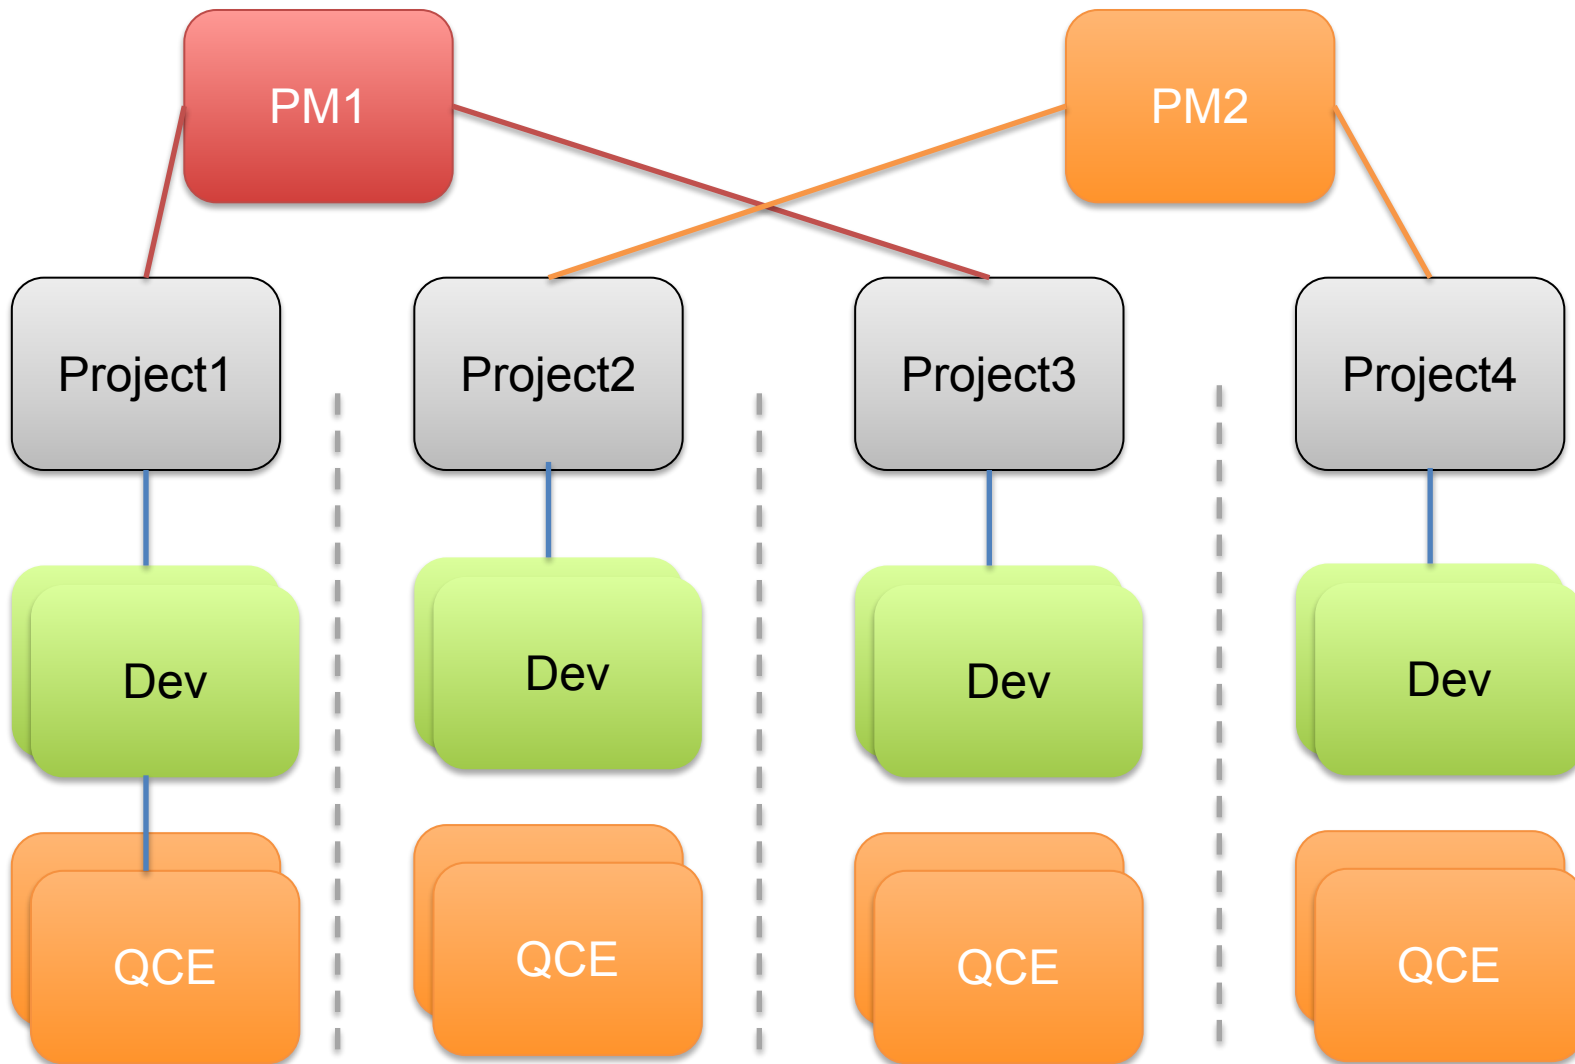 PM1
PM2
Project1
Project2
Project3
Project4
Dev
Dev
Dev
Dev
QCE
QCE
QCE
QCE